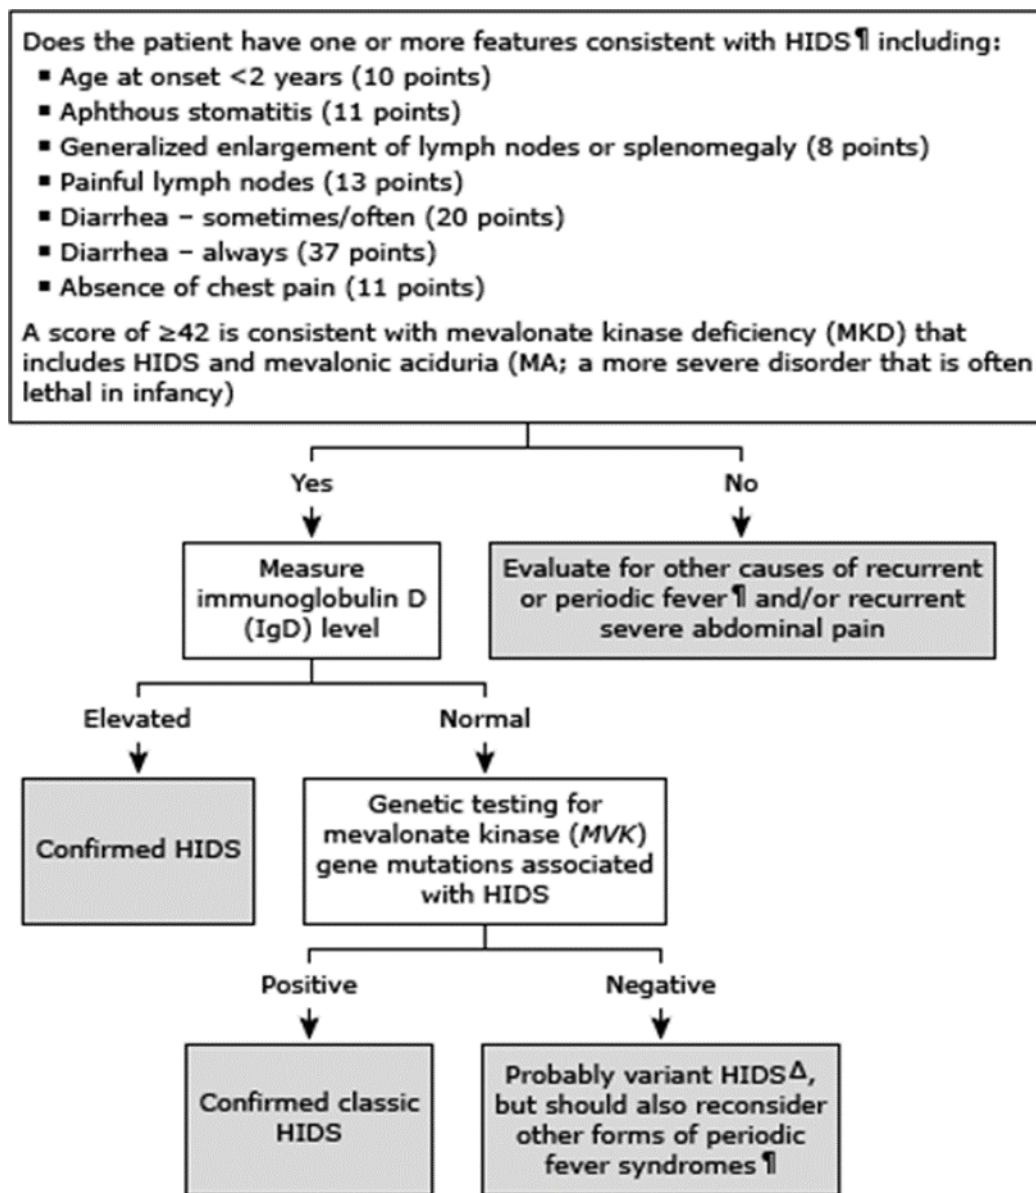 Does the patient have one or more features consistent with HIDS¶ including:
▪ Age at onset <2 years (10 points)
▪ Aphthous stomatitis (11 points)
▪ Generalized enlargement of lymph nodes or splenomegaly (8 points)
▪ Painful lymph nodes (13 points)
▪ Diarrhea – sometimes/often (20 points)
▪ Diarrhea – always (37 points)
▪ Absence of chest pain (11 points)
A score of ≥42 is consistent with mevalonate kinase deficiency (MKD) that
includes HIDS and mevalonic aciduria (MA; a more severe disorder that is often
lethal in infancy)
Yes
No
Measure
immunoglobulin D
(IgD) level
Evaluate for other causes of recurrent
or periodic fever¶ and/or recurrent
severe abdominal pain
Elevated
Normal
Confirmed HIDS
Genetic testing for
mevalonate kinase (MVK)
gene mutations associated
with HIDS
Positive
Negative
Confirmed classic
HIDS
Probably variant HIDSΔ,
but should also reconsider
other forms of periodic
fever syndromes¶